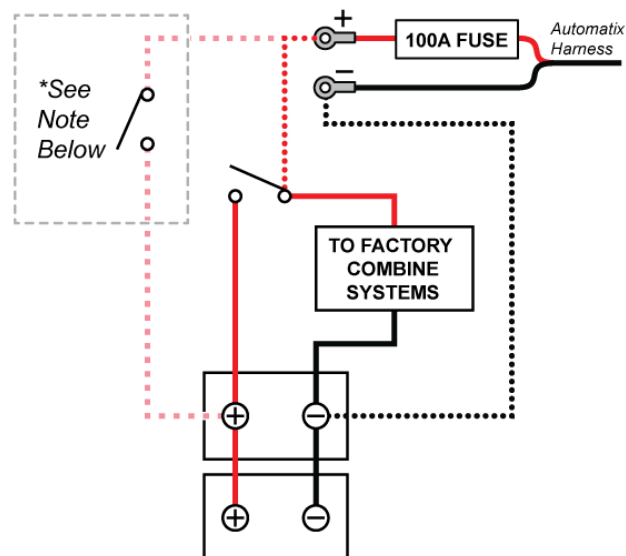 +
100A FUSE
Automatix
Harness
−
*See
Note
Below
TO FACTORY
COMBINE
SYSTEMS
+ −
+ −